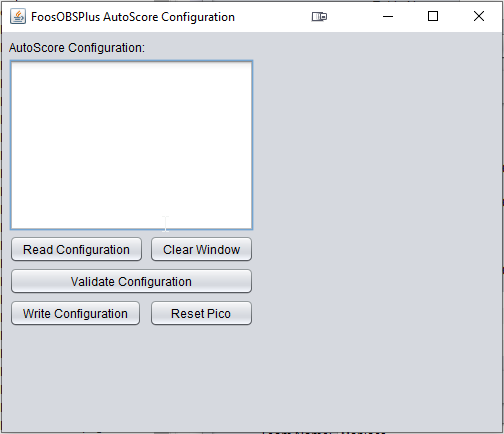 FoosOBSPlus AutoScore Configuration
AutoScore Configuration:
Read Configuration
Clear Window
Validate Configuration
Write Configuration
Reset Pico